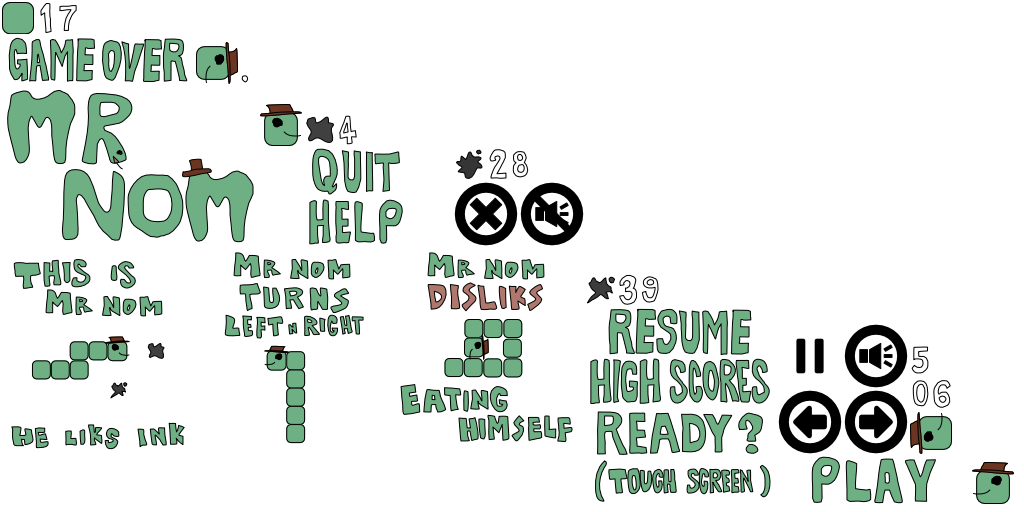 17
GAME OVER
MR
NOM
4
QUIT
HELP
28
THIS IS
MR NOM
HE LIKS INK
MR NOM
TURNS
LEFT N RIGHT
MR NOM
DISLIKS
EATING
HIMSELF
39
RESUME
HIGH SCORES
READY?
(TOUGH SCREEN)
5
06
PLAY